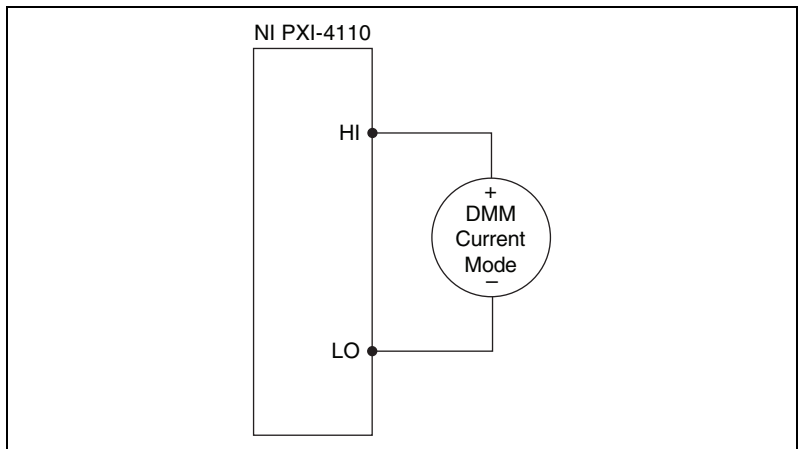 NI PXI-4110
HI
+
DMM
Current
Mode
–
LO